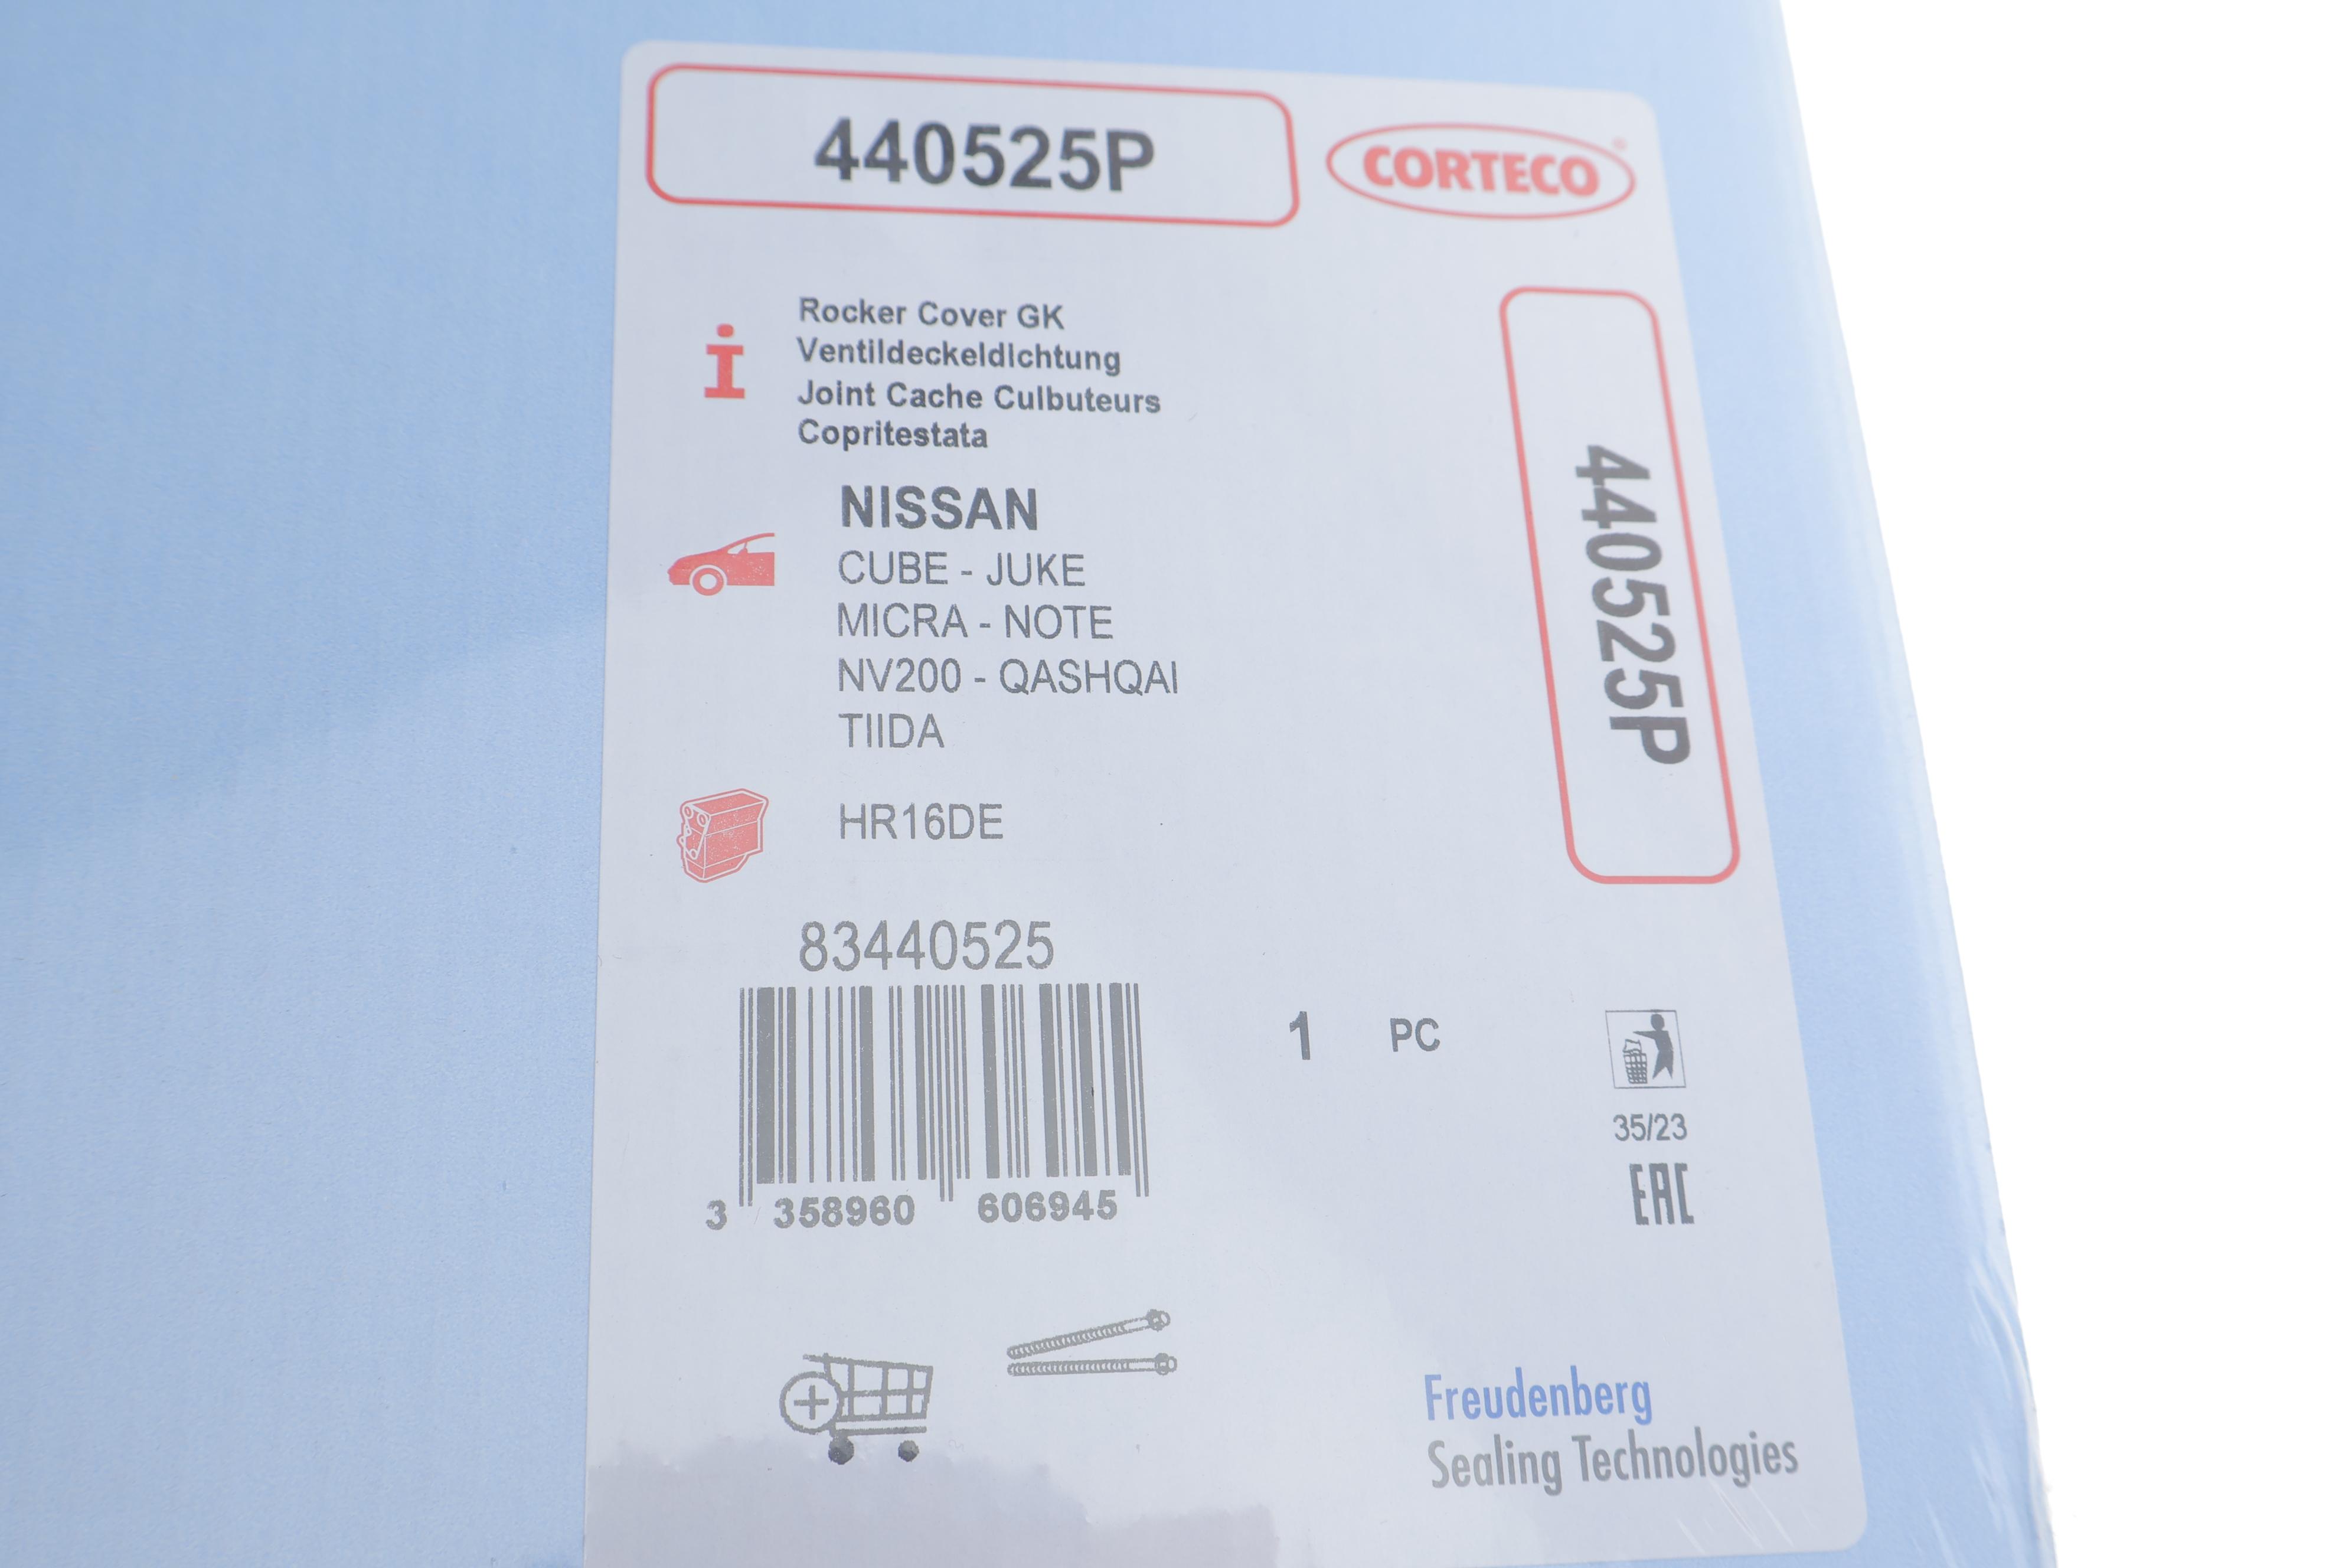 440525P
CORTECO®
Rocker Cover GK
Ventildeckeldichtung
Joint Cache Culbuteurs
Copritestata
440525P
NISSAN
CUBE - JUKE
MICRA - NOTE
NV200 - QASHQAI
TIIDA
HR16DE
83440525
1 PC
35/23
EAC
3 358960 606945
Freudenberg
Sealing Technologies